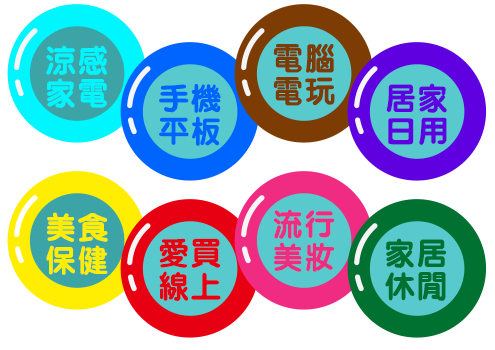 涼感
家電
手機
平板
電腦
電玩
居家
日用
美食
保健
愛買
線上
流行
美妝
家居
休閒